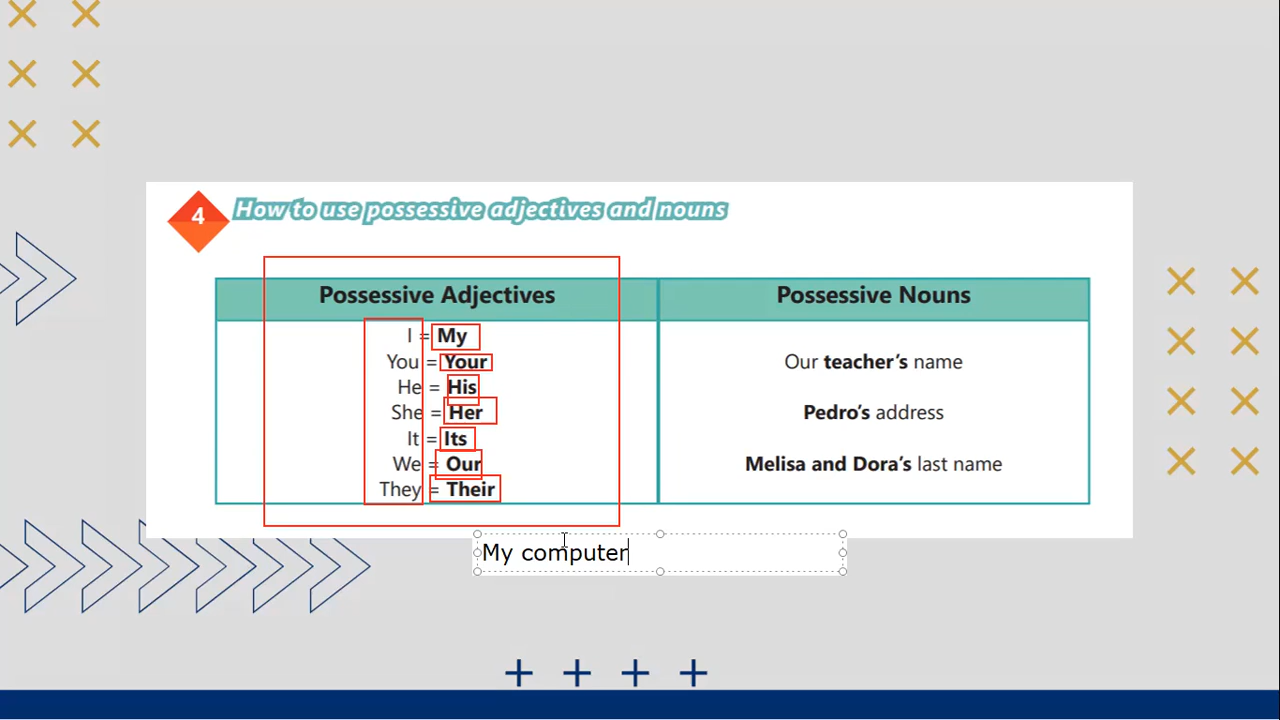 4
How to use possessive adjectives and nouns
Possessive Adjectives
I = My
You = Your
He = His
She = Her
It = Its
We = Our
They = Their
Possessive Nouns
Our teacher's name
Pedro's address
Melisa and Dora's last name
My computer